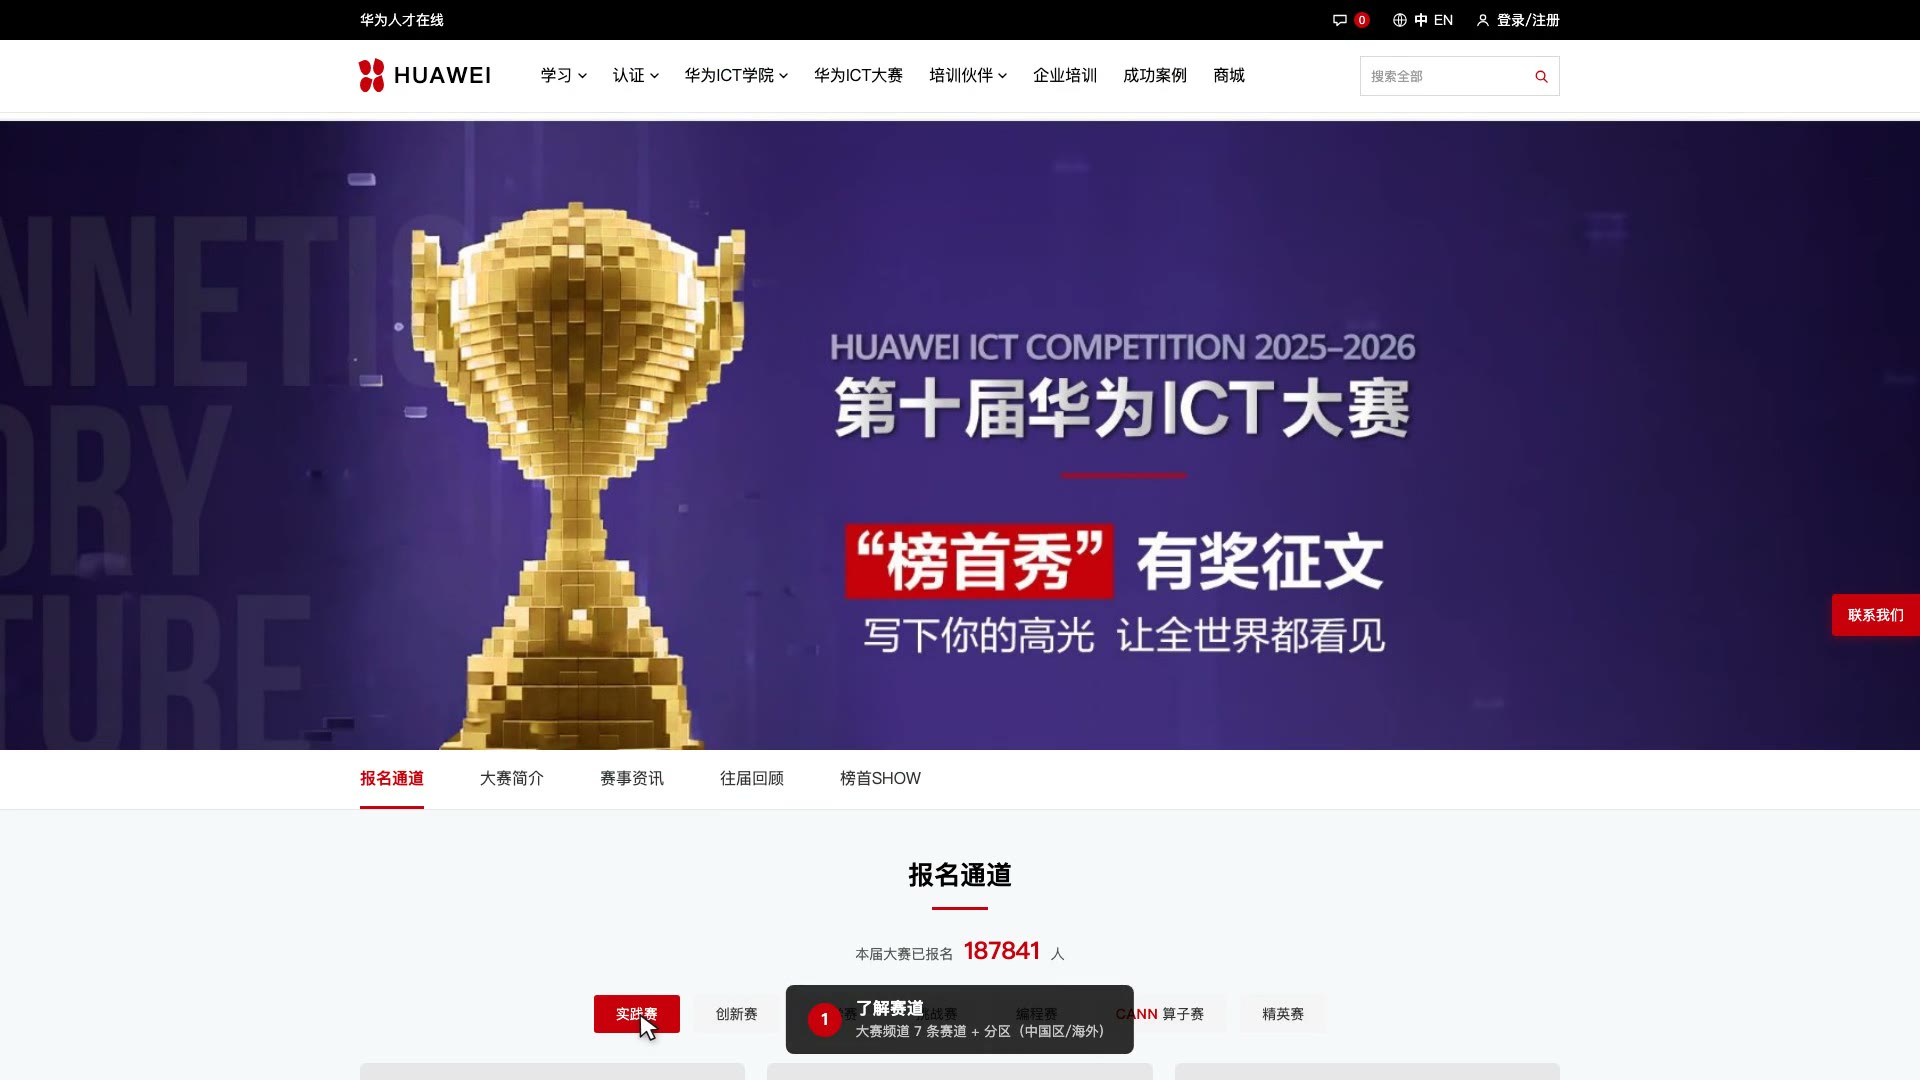 华为人才在线
0
中 EN
登录/注册
HUAWEI
学习
认证
华为ICT学院
华为ICT大赛
培训伙伴
企业培训
成功案例
商城
搜索全部
HUAWEI ICT COMPETITION 2025-2026
第十届华为ICT大赛
“榜首秀” 有奖征文
写下你的高光 让全世界都看见
联系我们
报名通道
大赛简介
赛事资讯
往届回顾
榜首SHOW
报名通道
本届大赛已报名 187841 人
实践赛
创新赛
挑战赛
编程赛
CANN 算子赛
精英赛
1
了解赛道
大赛频道 7 条赛道 + 分区（中国区/海外）